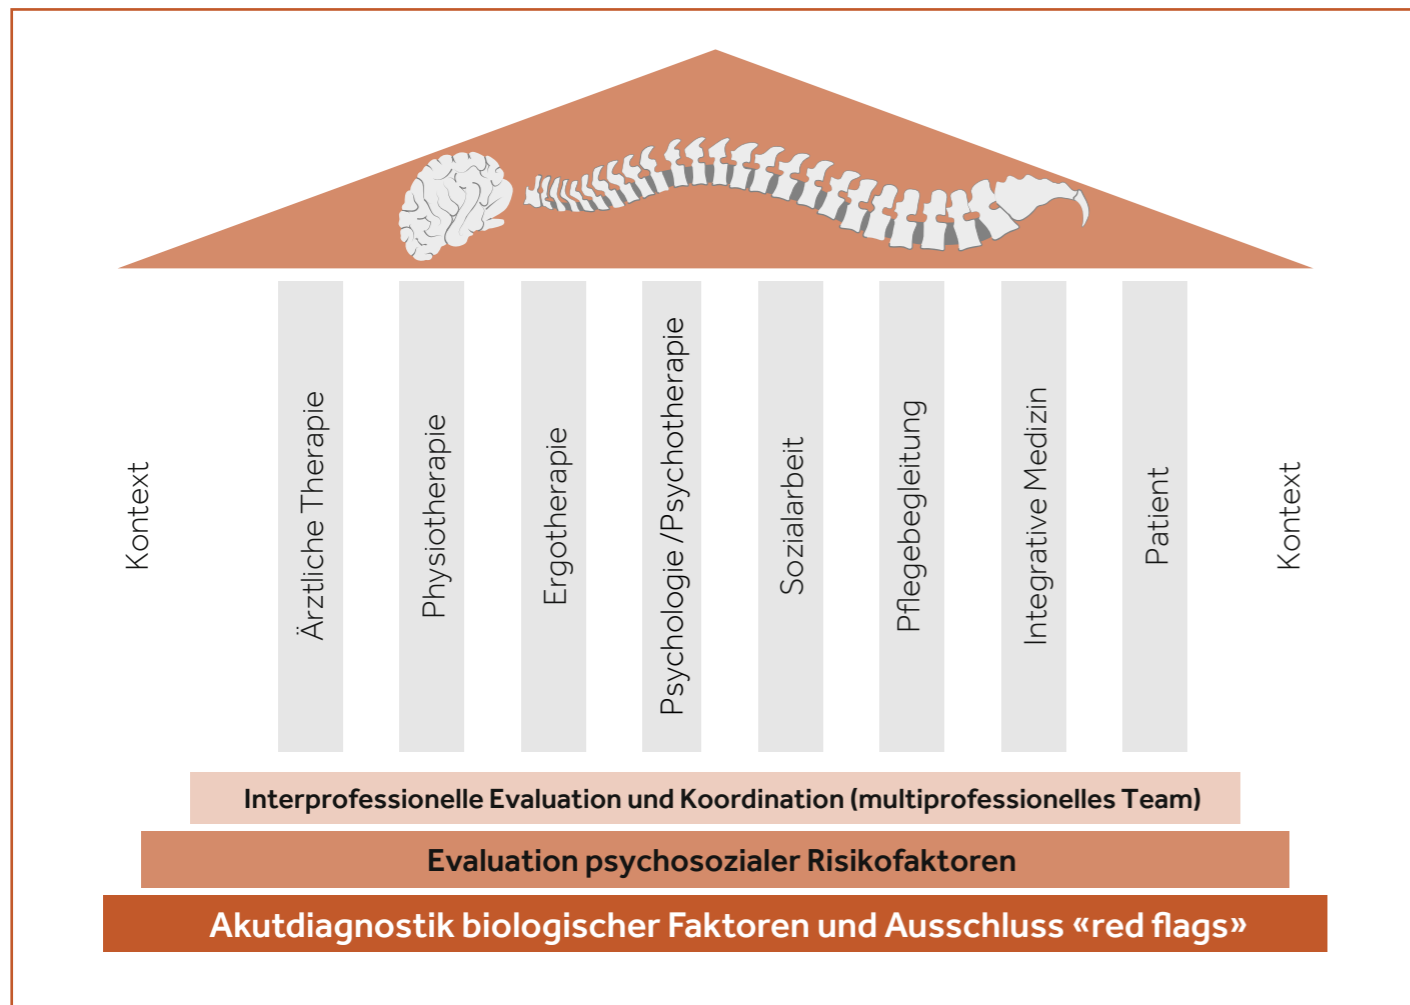 Kontext
Ärztliche Therapie
Physiotherapie
Ergotherapie
Psychologie /Psychotherapie
Sozialarbeit
Pflegebegleitung
Integrative Medizin
Patient
Kontext
Interprofessionelle Evaluation und Koordination (multiprofessionelles Team)
Evaluation psychosozialer Risikofaktoren
Akutdiagnostik biologischer Faktoren und Ausschluss «red flags»